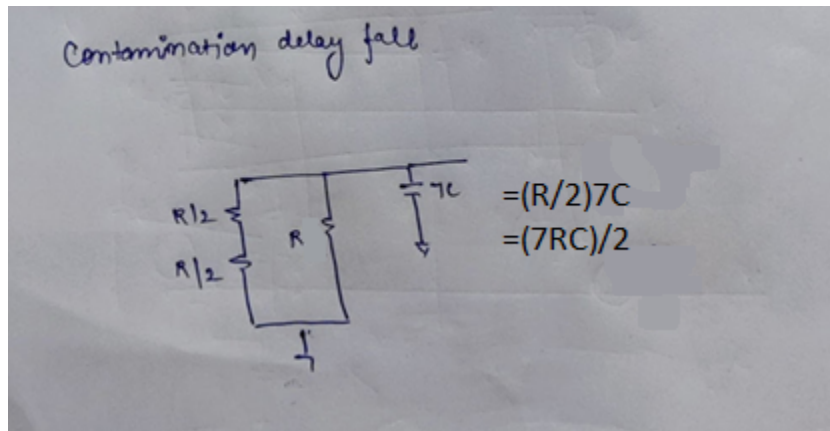 Contamination delay fall
R/2
R
7C
=(R/2)7C
R/2
=(7RC)/2